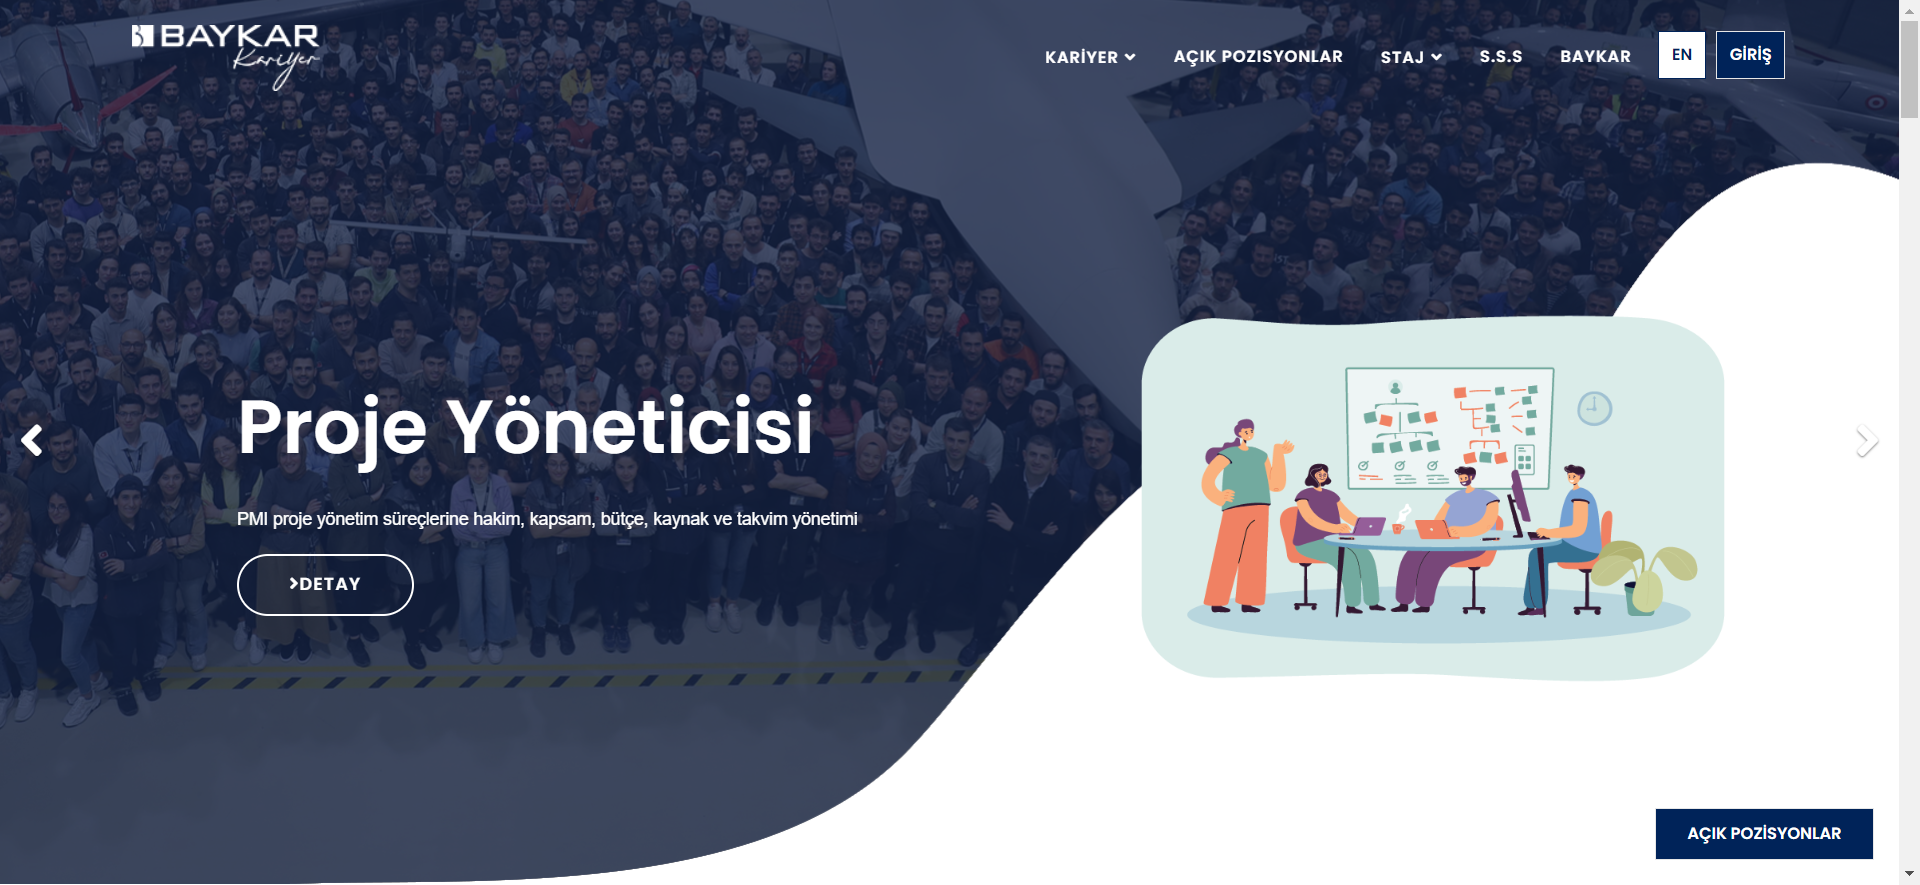 BAYKAR
Kariyer
KARİYER
AÇIK POZISYONLAR
STAJ
S.S.S
BAYKAR
EN
GİRİŞ
Proje Yöneticisi
PMI proje yönetim süreçlerine hakim, kapsam, bütçe, kaynak ve takvim yönetimi
DETAY
AÇIK POZİSYONLAR